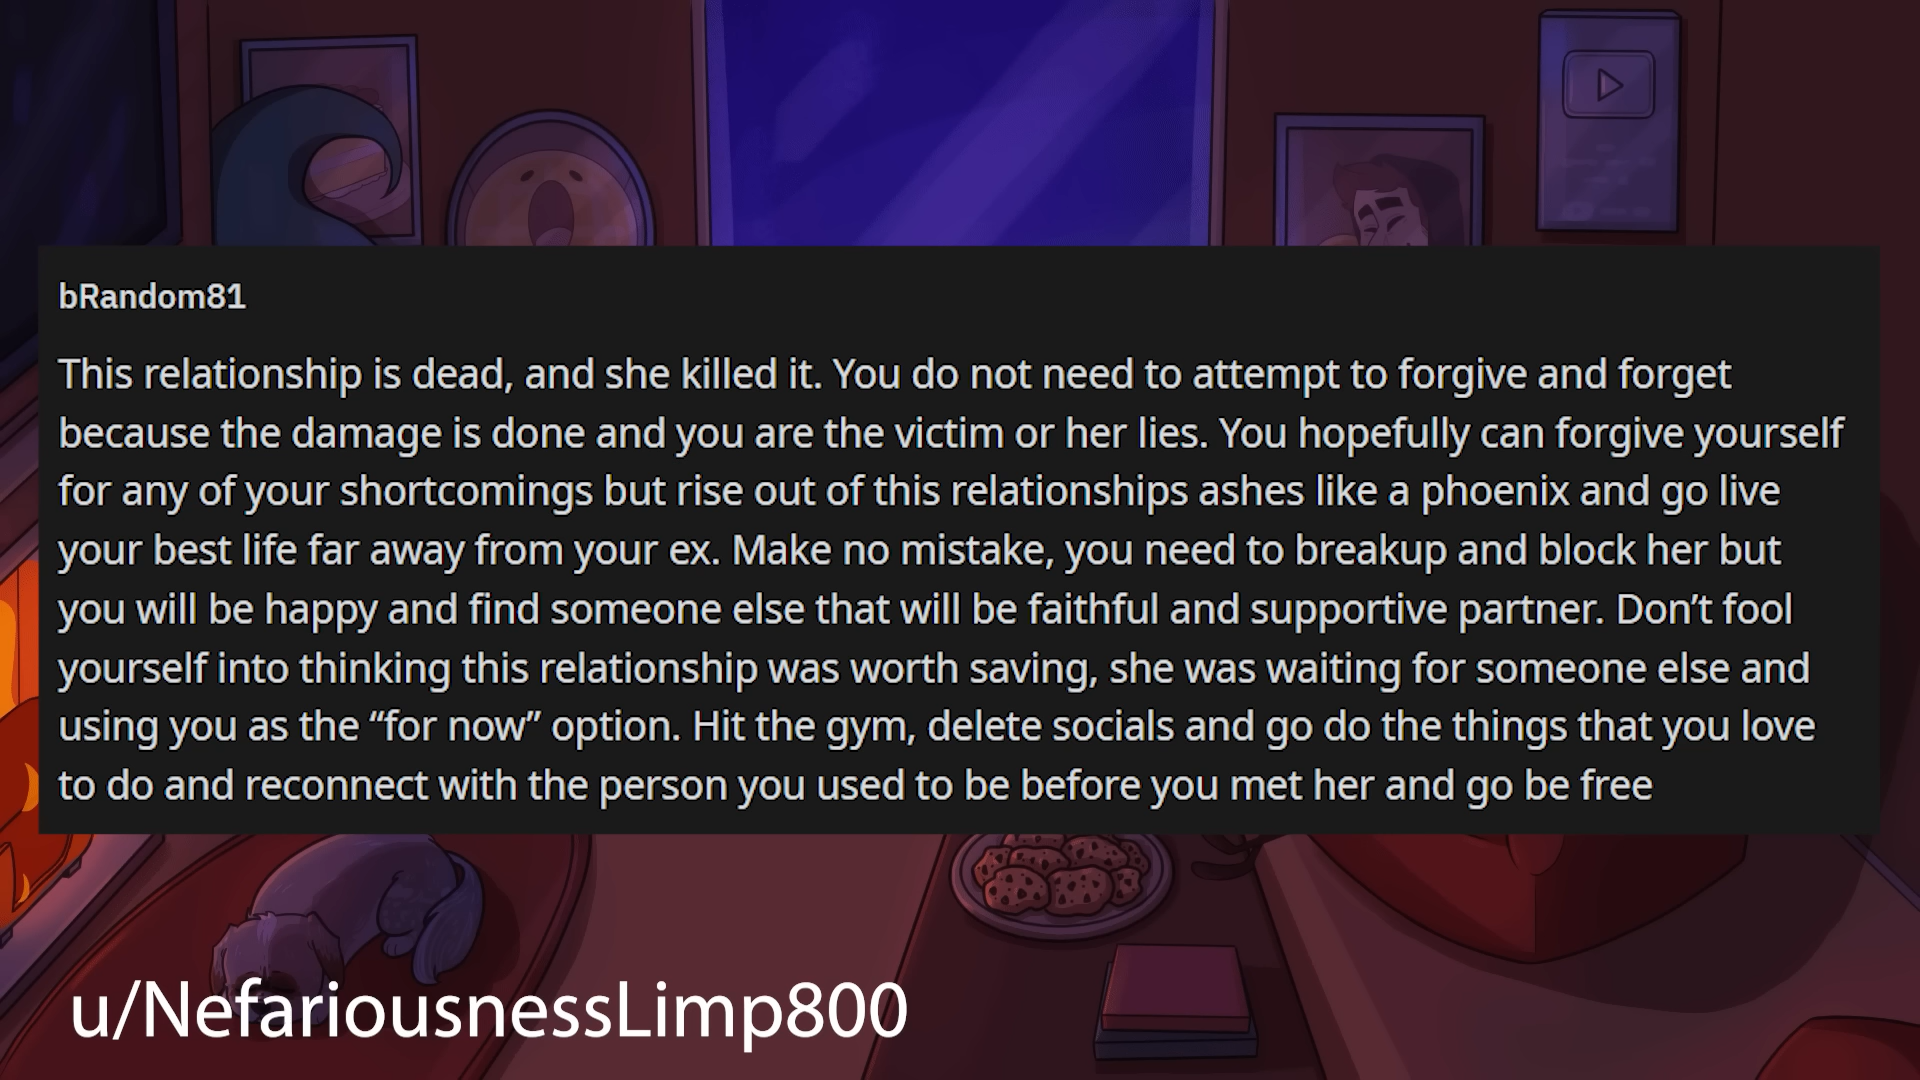 bRandom81
This relationship is dead, and she killed it. You do not need to attempt to forgive and forget
because the damage is done and you are the victim or her lies. You hopefully can forgive yourself
for any of your shortcomings but rise out of this relationships ashes like a phoenix and go live
your best life far away from your ex. Make no mistake, you need to breakup and block her but
you will be happy and find someone else that will be faithful and supportive partner. Don’t fool
yourself into thinking this relationship was worth saving, she was waiting for someone else and
using you as the “for now” option. Hit the gym, delete socials and go do the things that you love
to do and reconnect with the person you used to be before you met her and go be free
u/NefariousnessLimp800